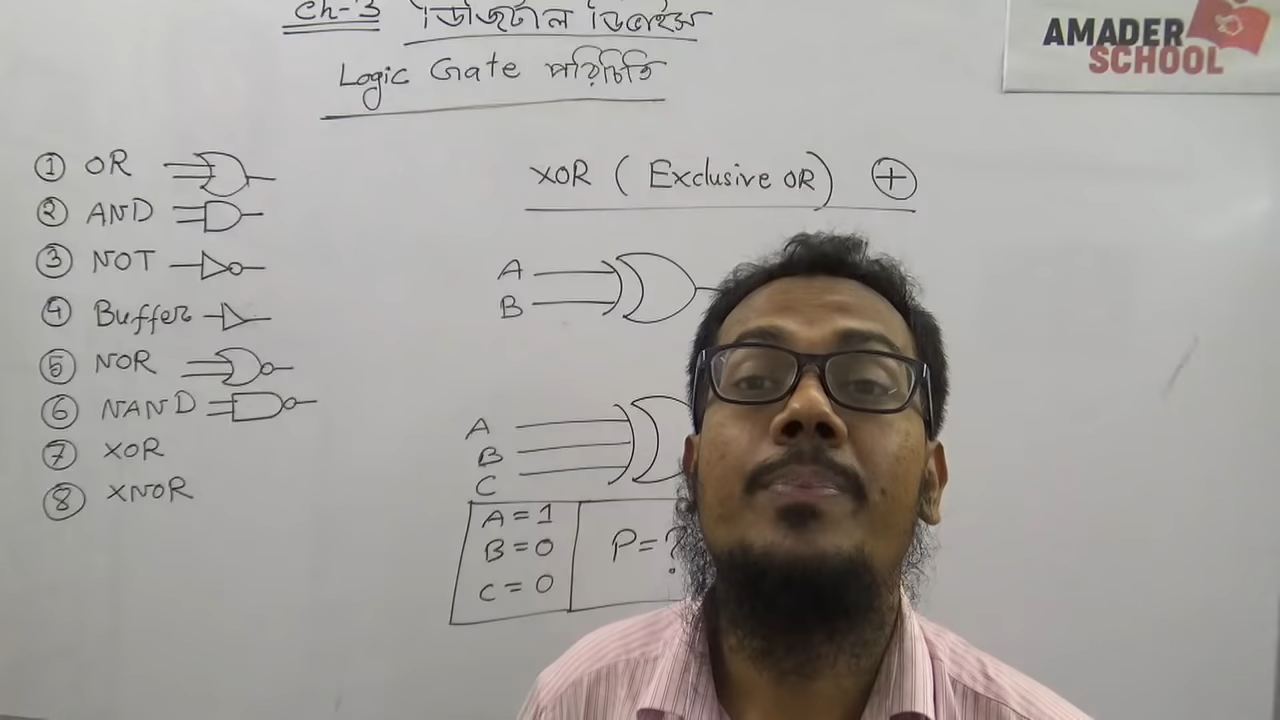 Ch-3 ডিজিটাল ডিভাইস
Logic Gate পরিচিতি
AMADER
SCHOOL
① OR
② AND
③ NOT
④ Buffer
⑤ NOR
⑥ NAND
⑦ XOR
⑧ XNOR
XOR (Exclusive OR) ⊕
A
B
A
B
C
A=1
B=0
C=0
P=?